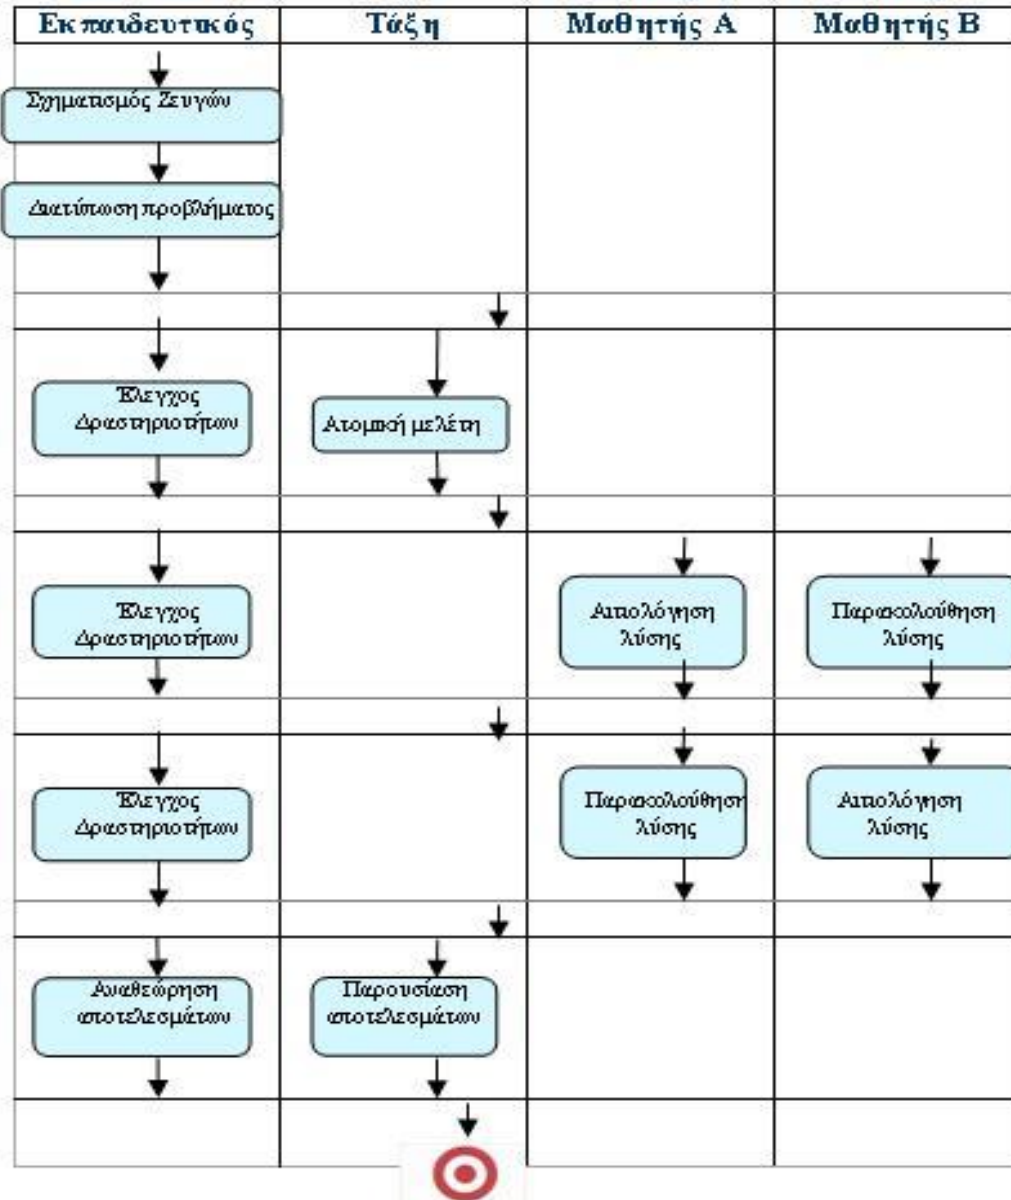 Εκπαιδευτικός Τάξη Μαθητής Α Μαθητής Β
Σχηματισμός Ζευγών
Διατύπωση προβλήματος
Έλεγχος
Δραστηριοτήτων
Ατομική μελέτη
Έλεγχος
Δραστηριοτήτων
Αιτιολόγηση
λύσης
Παρακολούθηση
λύσης
Έλεγχος
Δραστηριοτήτων
Παρακολούθηση
λύσης
Αιτιολόγηση
λύσης
Αναθεώρηση
αποτελεσμάτων
Παρουσίαση
αποτελεσμάτων